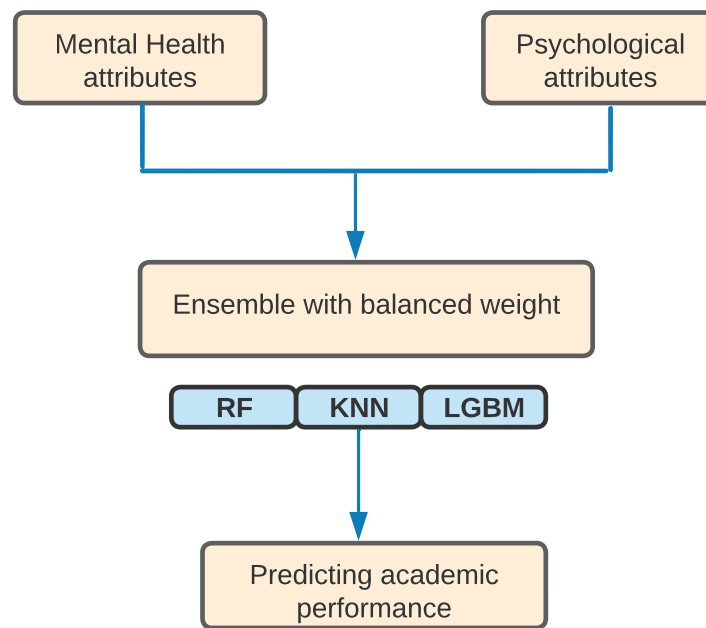 Mental Health
attributes
Psychological
attributes
Ensemble with balanced weight
RF
KNN
LGBM
Predicting academic
performance